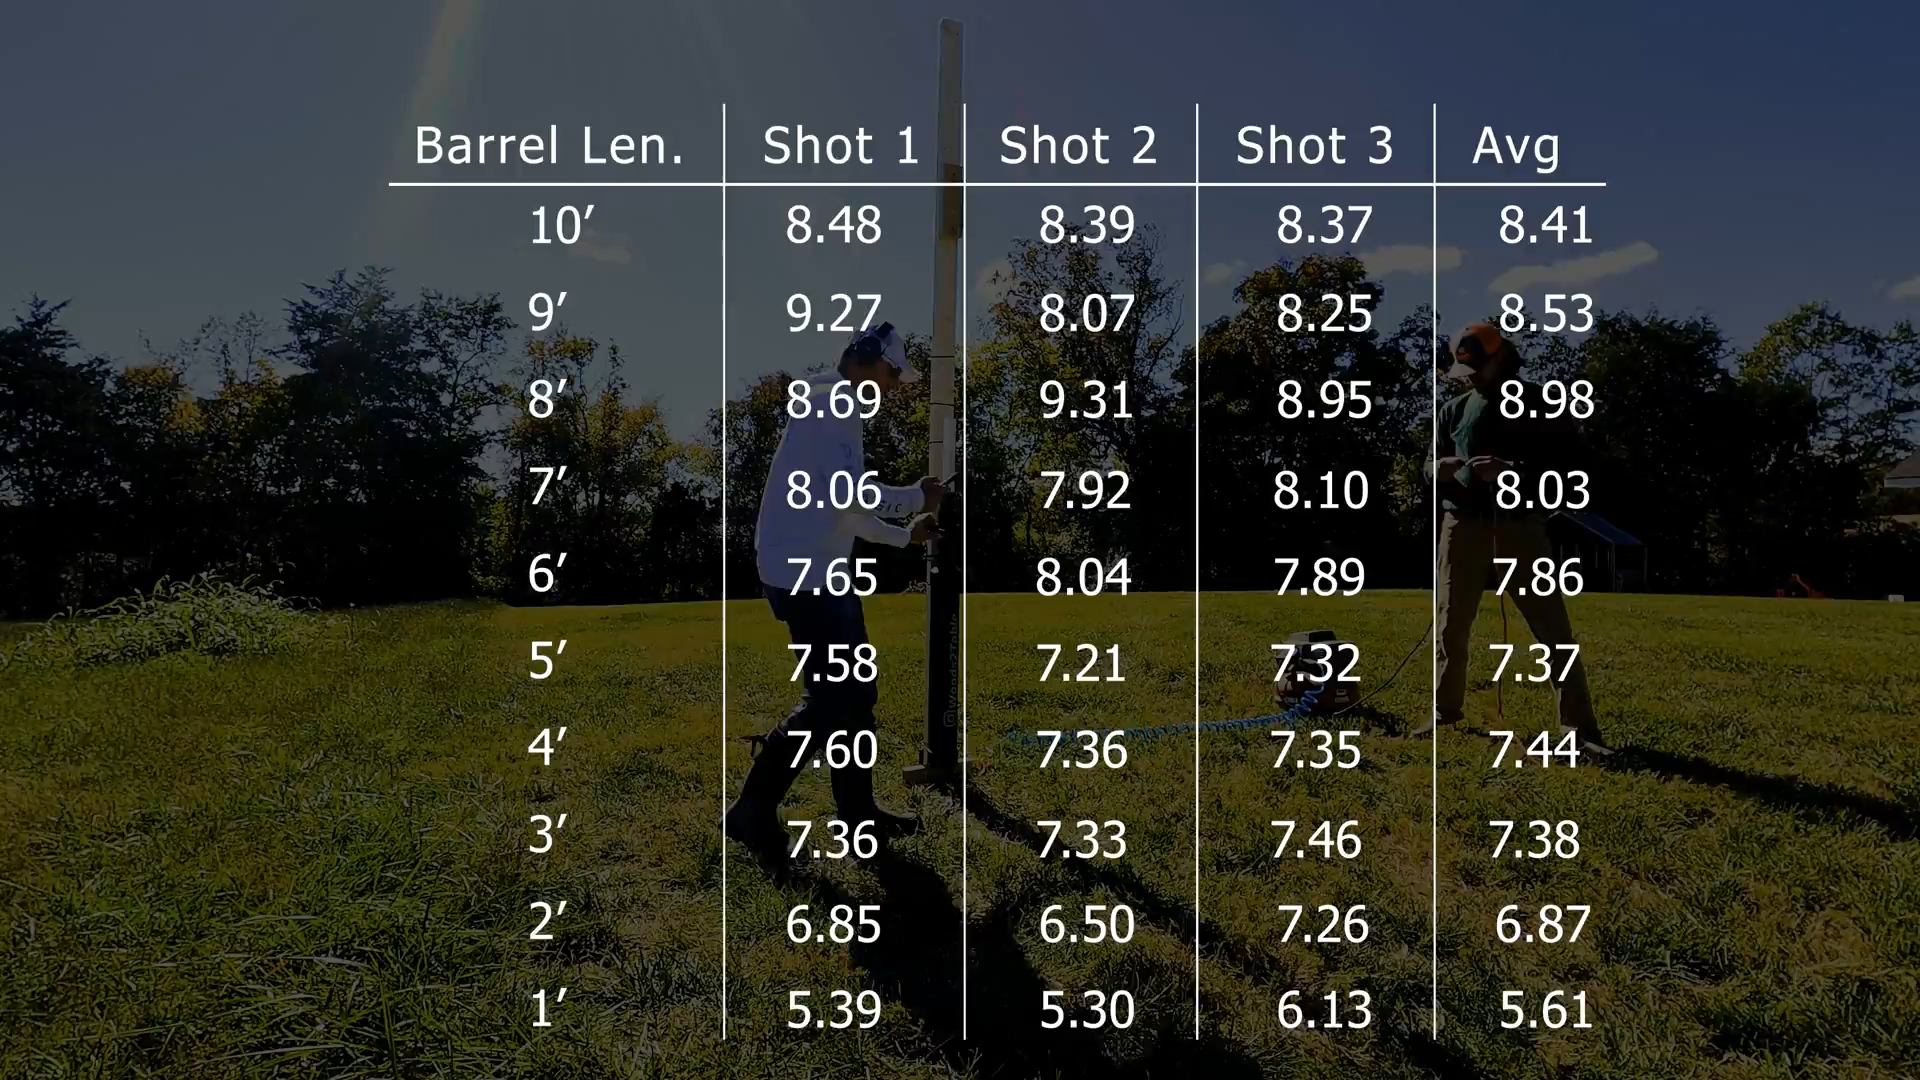 Barrel Len. Shot 1 Shot 2 Shot 3 Avg
10’ 8.48 8.39 8.37 8.41
9’ 9.27 8.07 8.25 8.53
8’ 8.69 9.31 8.95 8.98
7’ 8.06 7.92 8.10 8.03
6’ 7.65 8.04 7.89 7.86
5’ 7.58 7.21 7.32 7.37
4’ 7.60 7.36 7.35 7.44
3’ 7.36 7.33 7.46 7.38
2’ 6.85 6.50 7.26 6.87
1’ 5.39 5.30 6.13 5.61